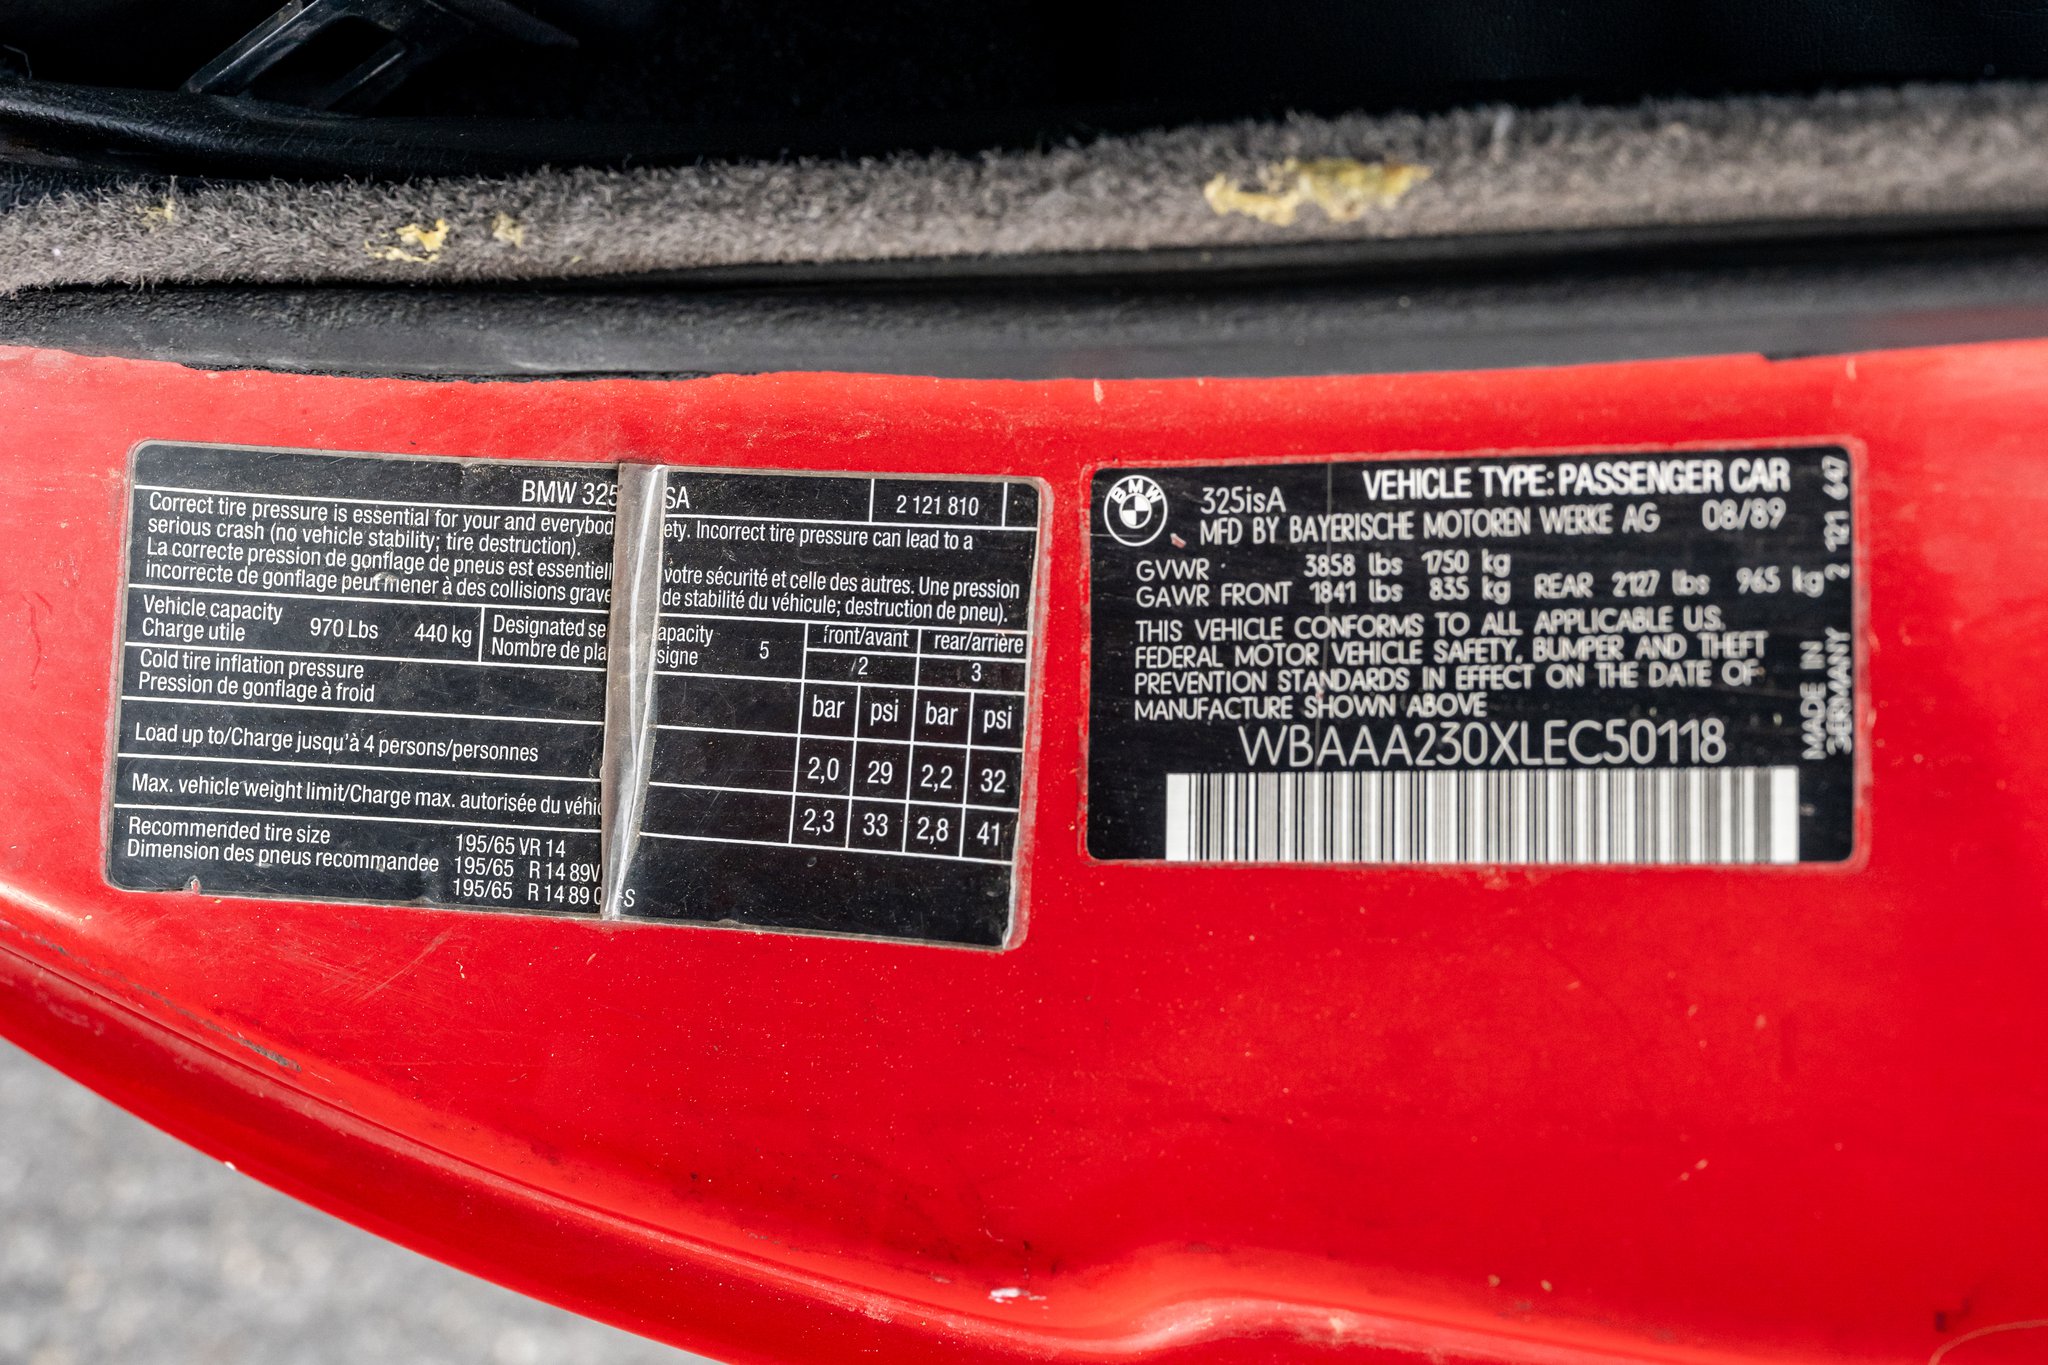 BMW 325 SA 2 121 810
Correct tire pressure is essential for your and everybod ety. Incorrect tire pressure can lead to a
serious crash (no vehicle stability; tire destruction).
La correcte pression de gonflage de pneus est essentiell votre sécurité et celle des autres. Une pression
incorrecte de gonflage peut mener à des collisions grave de stabilité du véhicule; destruction de pneu).
Vehicle capacity 970 Lbs 440 kg Designated se apacity 5 front/avant rear/arrière
Charge utile Nombre de pla signe 2 3
Cold tire inflation pressure
Pression de gonflage à froid bar psi bar psi
Load up to/Charge jusqu'à 4 persons/personnes 2,0 29 2,2 32
Max. vehicle weight limit/Charge max. autorisée du véhic 2,3 33 2,8 41
Recommended tire size 195/65 VR 14
Dimension des pneus recommandee 195/65 R 14 89V
195/65 R 14 89 Q S
BMW
325isA VEHICLE TYPE: PASSENGER CAR
MFD BY BAYERISCHE MOTOREN WERKE AG 08/89
GVWR 3858 lbs 1750 kg
GAWR FRONT 1841 lbs 835 kg REAR 2127 lbs 965 kg
THIS VEHICLE CONFORMS TO ALL APPLICABLE U.S.
FEDERAL MOTOR VEHICLE SAFETY, BUMPER AND THEFT
PREVENTION STANDARDS IN EFFECT ON THE DATE OF
MANUFACTURE SHOWN ABOVE
WBAAA230XLEC50118
MADE IN
GERMANY 2 121 647